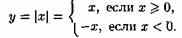 y = |x| = { x, если x ⩾ 0,
−x, если x < 0.